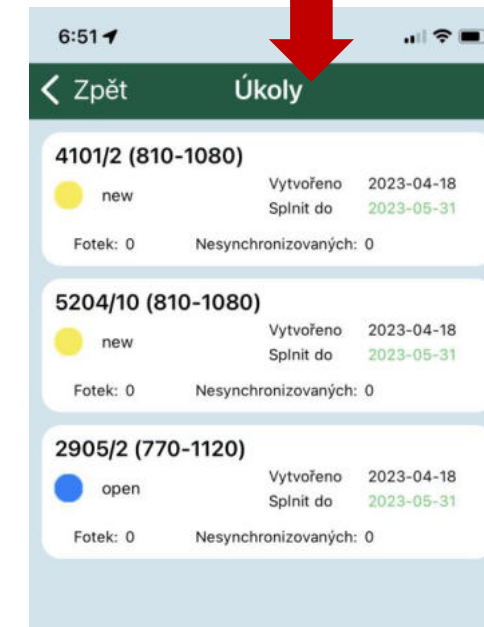 6:51
Zpět Úkoly
4101/2 (810-1080)
new Vytvořeno 2023-04-18
Splnit do 2023-05-31
Fotek: 0 Nesynchronizovaných: 0
5204/10 (810-1080)
new Vytvořeno 2023-04-18
Splnit do 2023-05-31
Fotek: 0 Nesynchronizovaných: 0
2905/2 (770-1120)
open Vytvořeno 2023-04-18
Splnit do 2023-05-31
Fotek: 0 Nesynchronizovaných: 0